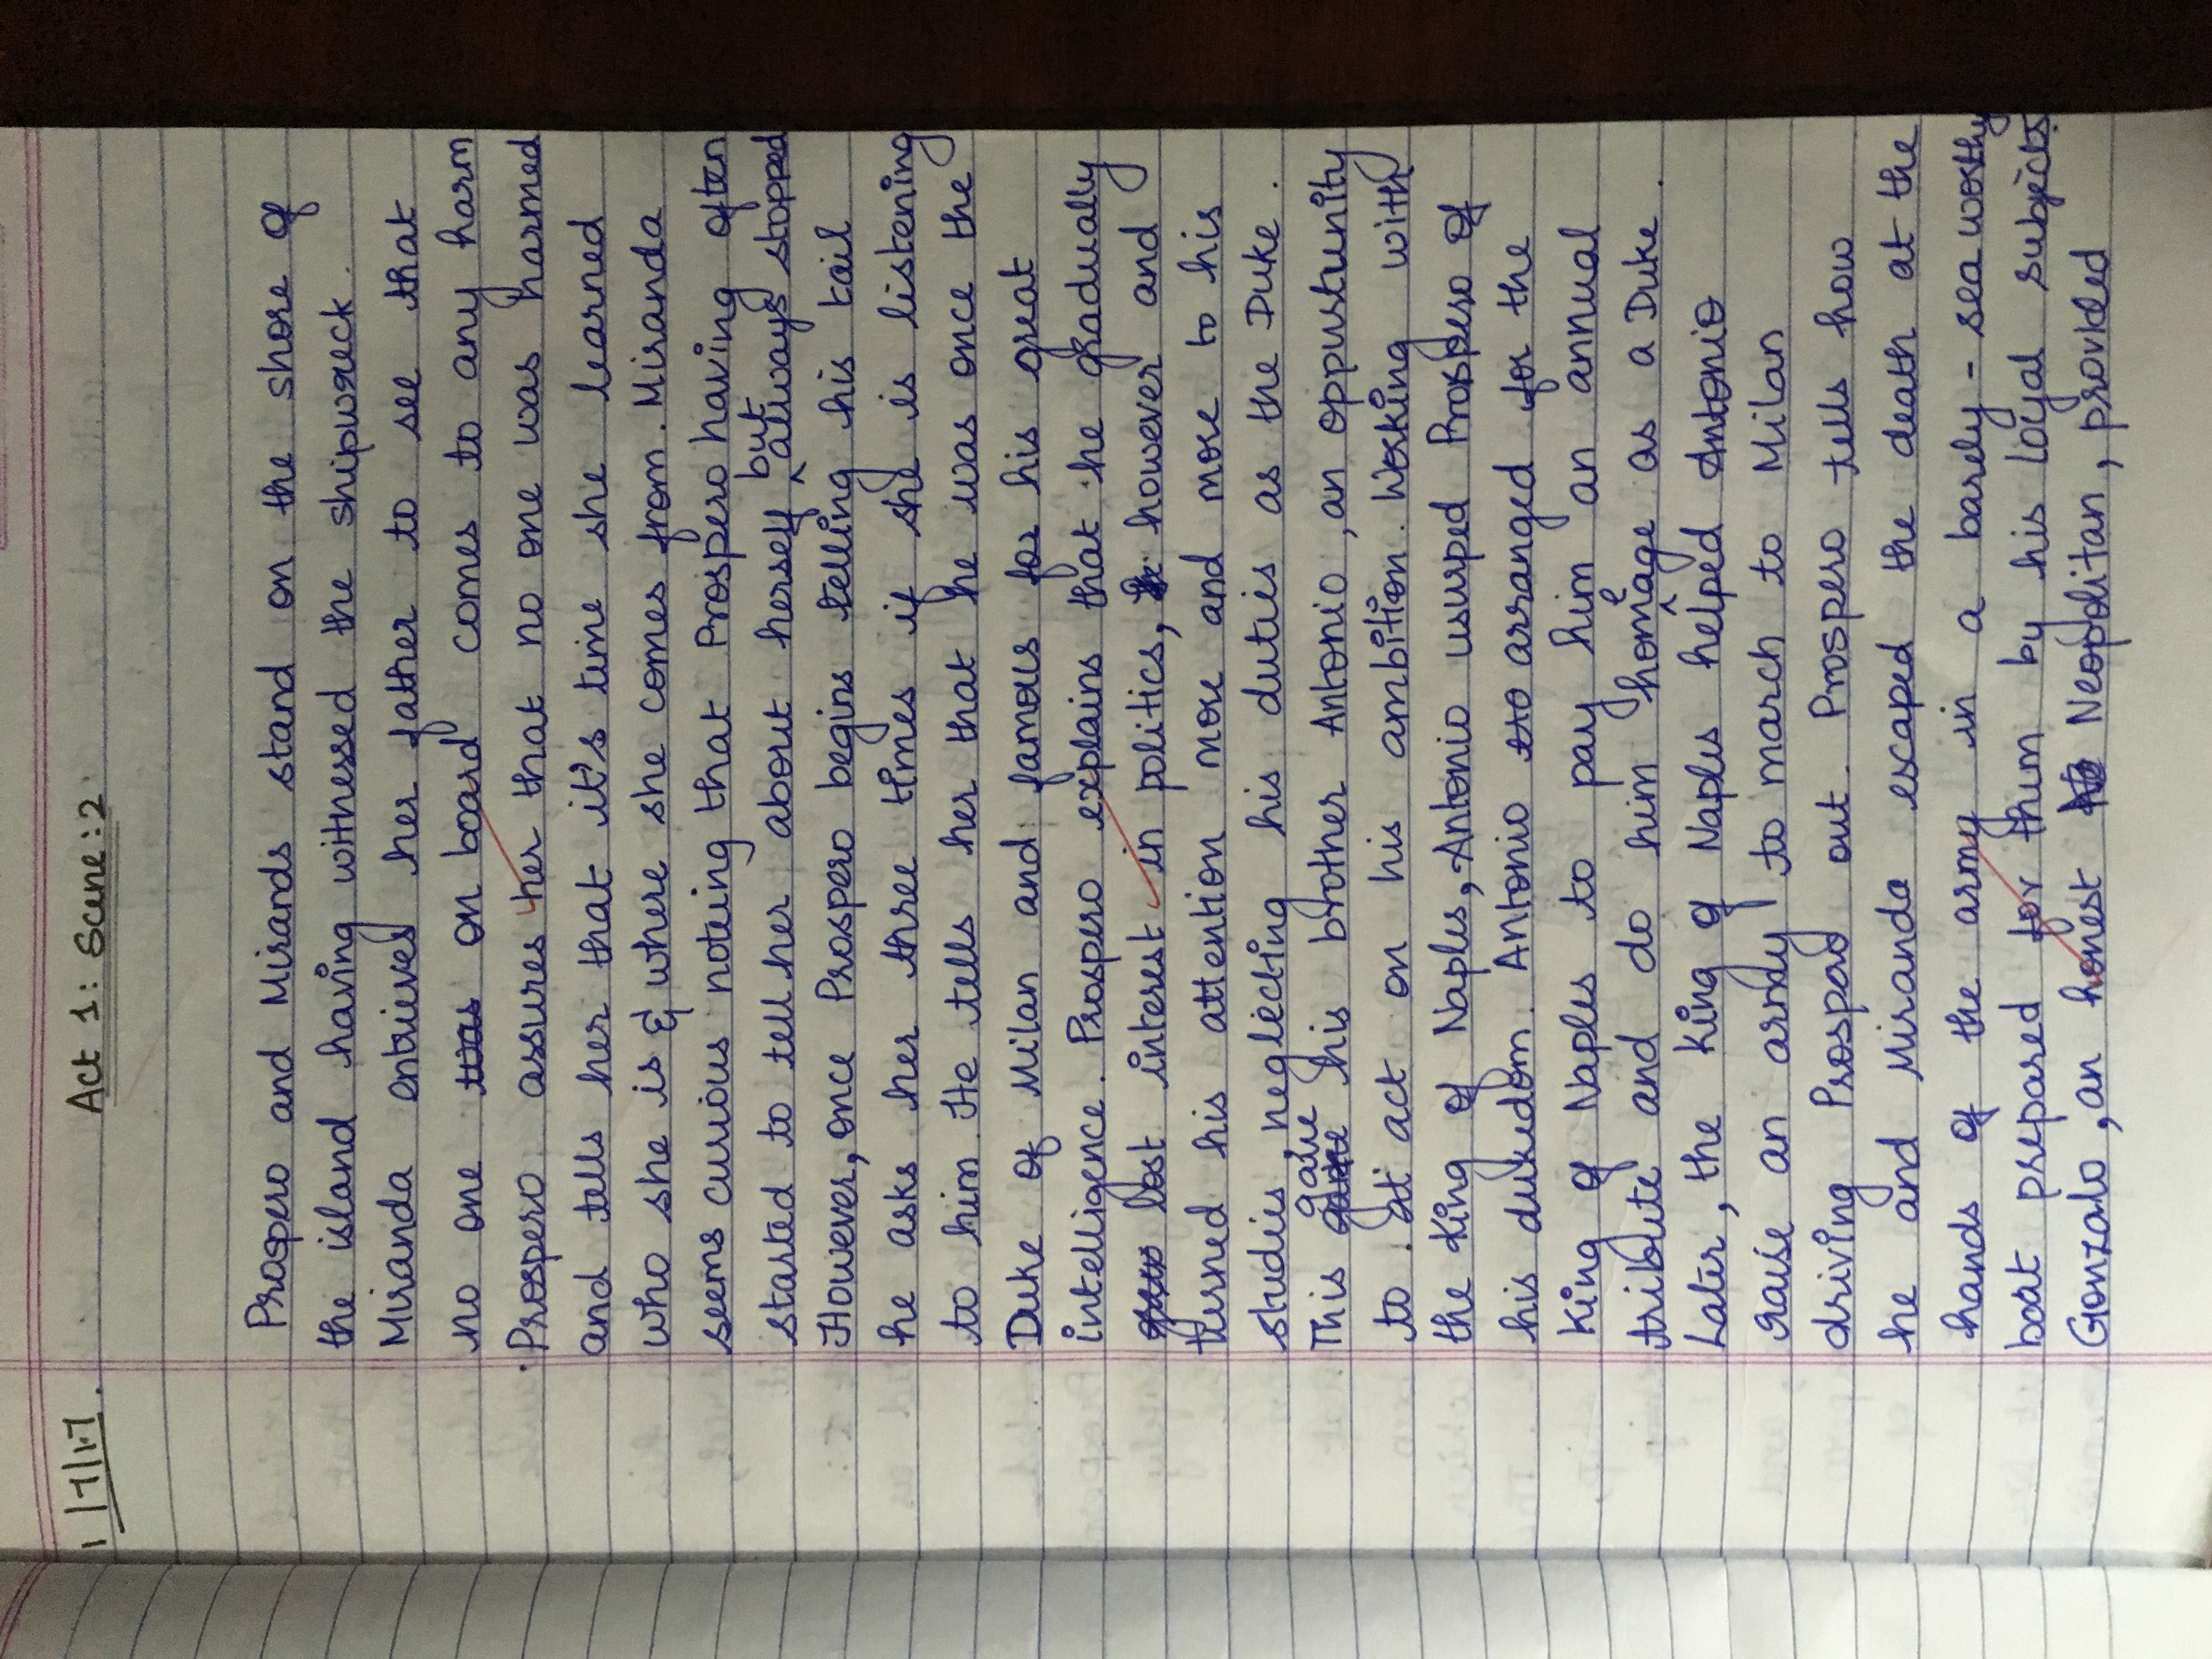 1/7/17.
Act 1: Scene:2
Prospero and Mirands stand on the shore of
the island having witnessed the shipwreck.
Miranda entrieves her father to see that
no one was on board comes to any harm
Prospero assures her that no one was harmed
and tells her that it's time she learned
who she is & where she comes from. Miranda
seems curious noteing that Prospero having often
started to tell her about herself but always stopped
However, once Prospero begins telling his tail
he asks her three times if she is listening
to him. He tells her that he was once the
Duke of Milan and famous for his great
intelligence. Prospero explains that he gradually
lost interest in politics, however and
turned his attention more and more to his
studies, neglecting his duties as the Duke.
This gave his brother Antonio, an oppurtunity
to at act on his ambition. Working with
the King of Naples, Antonio usurped Prospero of
his dukedom. Antonio arranged for the
King of Naples to pay him an annual
tribute and do him homeage as a Duke.
Later, the King of Naples helped Antonio
raise an army to march to Milan
driving Prospero out. Prospero tells how
he and Miranda escaped the death at the
hands of the army in a barely - sea worthy
boat prepared for them by his loyal subjects.
Gonzalo, an honest Neopolitan, provided